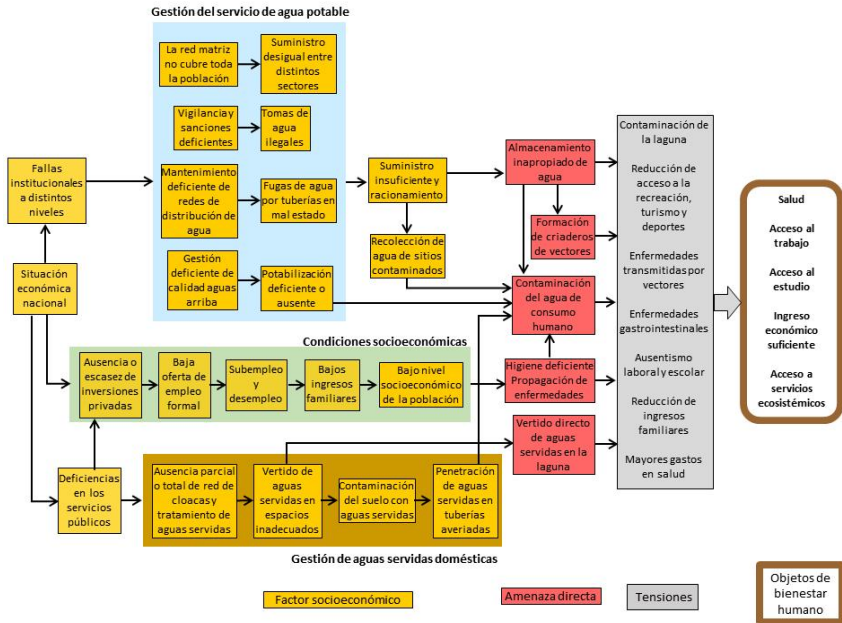 Gestión del servicio de agua potable
La red matriz
no cubre toda
la población
Suministro
desigual entre
distintos
sectores
Vigilancia y
sanciones
deficientes
Tomas de
agua
ilegales
Fallas
institucionales
a distintos
niveles
Mantenimiento
deficiente de
redes de
distribución de
agua
Fugas de agua
por tuberías en
mal estado
Gestión
deficiente de
calidad aguas
arriba
Potabilización
deficiente o
ausente
Suministro
insuficiente y
racionamiento
Recolección de
agua de sitios
contaminados
Almacenamiento
inapropiado de
agua
Formación
de criaderos
de vectores
Contaminación
del agua de
consumo
humano
Situación
económica
nacional
Condiciones socioeconómicas
Ausencia o
escasez de
inversiones
privadas
Baja
oferta de
empleo
formal
Subempleo
y
desempleo
Bajos
ingresos
familiares
Bajo nivel
socioeconómico
de la población
Higiene deficiente
Propagación de
enfermedades
Vertido directo
de aguas
servidas en la
laguna
Deficiencias
en los
servicios
públicos
Ausencia parcial
o total de red de
cloacas y
tratamiento de
aguas servidas
Vertido de
aguas
servidas en
espacios
inadecuados
Contaminación
del suelo con
aguas servidas
Penetración
de aguas
servidas en
tuberías
averiadas
Gestión de aguas servidas domésticas
Contaminación de
la laguna
Reducción de
acceso a la
recreación,
turismo y
deportes
Enfermedades
transmitidas por
vectores
Enfermedades
gastrointestinales
Ausentismo
laboral y escolar
Reducción de
ingresos
familiares
Mayores gastos
en salud
Salud
Acceso al
trabajo
Acceso al
estudio
Ingreso
económico
suficiente
Acceso a
servicios
ecosistémicos
Factor socioeconómico
Amenaza directa
Tensiones
Objetos de
bienestar
humano